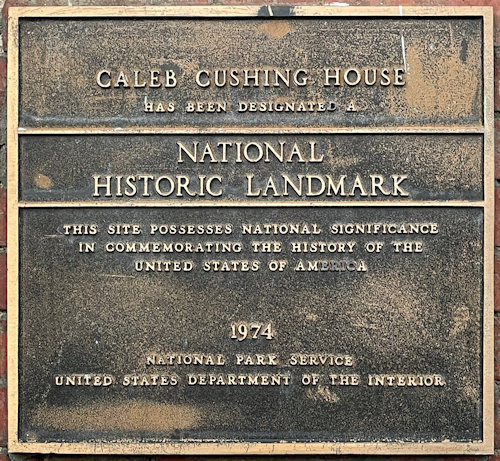 CALEB CUSHING HOUSE
HAS BEEN DESIGNATED A
NATIONAL
HISTORIC LANDMARK
THIS SITE POSSESSES NATIONAL SIGNIFICANCE
IN COMMEMORATING THE HISTORY OF THE
UNITED STATES OF AMERICA
1974
NATIONAL PARK SERVICE
UNITED STATES DEPARTMENT OF THE INTERIOR